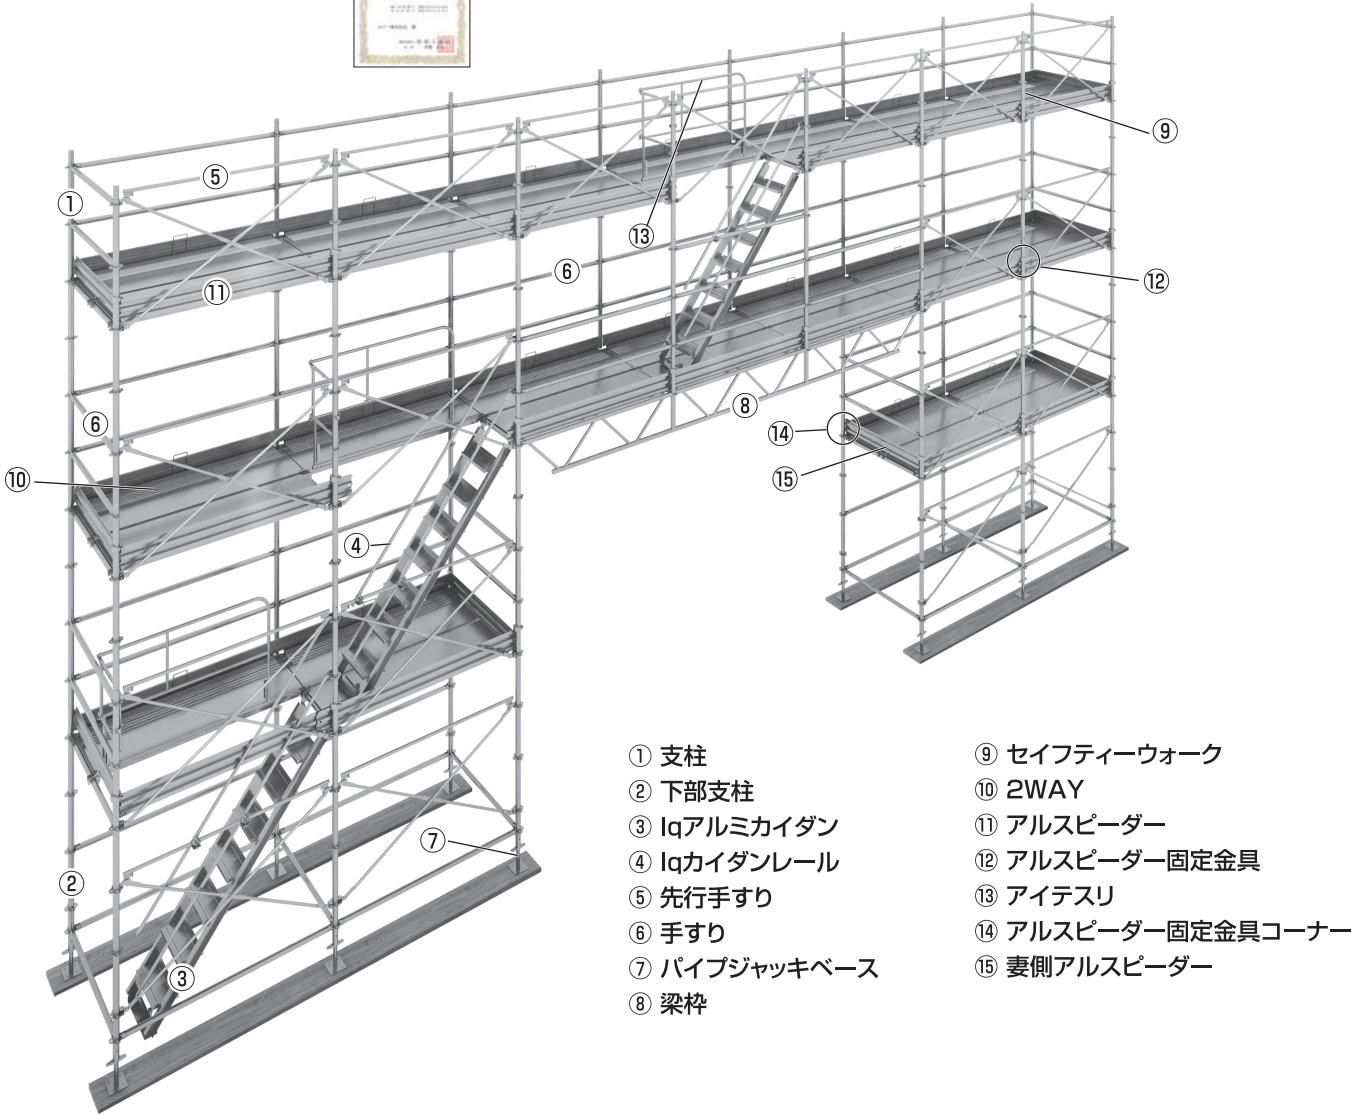 ⑨
⑤
①
⑬
⑥
⑪
⑫
⑧
⑥
⑭
⑮
⑩
④
⑦
②
③
① 支柱
② 下部支柱
③ Iqアルミカイダン
④ Iqカイダンレール
⑤ 先行手すり
⑥ 手すり
⑦ パイプジャッキベース
⑧ 梁枠
⑨ セイフティーウォーク
⑩ 2WAY
⑪ アルスピーダー
⑫ アルスピーダー固定金具
⑬ アイテスリ
⑭ アルスピーダー固定金具コーナー
⑮ 妻側アルスピーダー